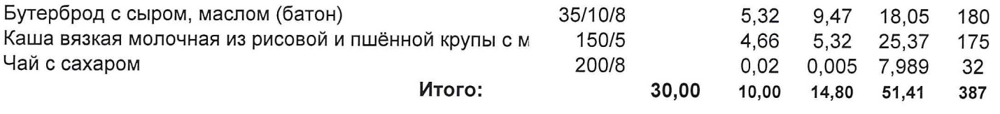 Бутерброд с сыром, маслом (батон) 35/10/8 5,32 9,47 18,05 180
Каша вязкая молочная из рисовой и пшённой крупы с м 150/5 4,66 5,32 25,37 175
Чай с сахаром 200/8 0,02 0,005 7,989 32
Итого: 30,00 10,00 14,80 51,41 387